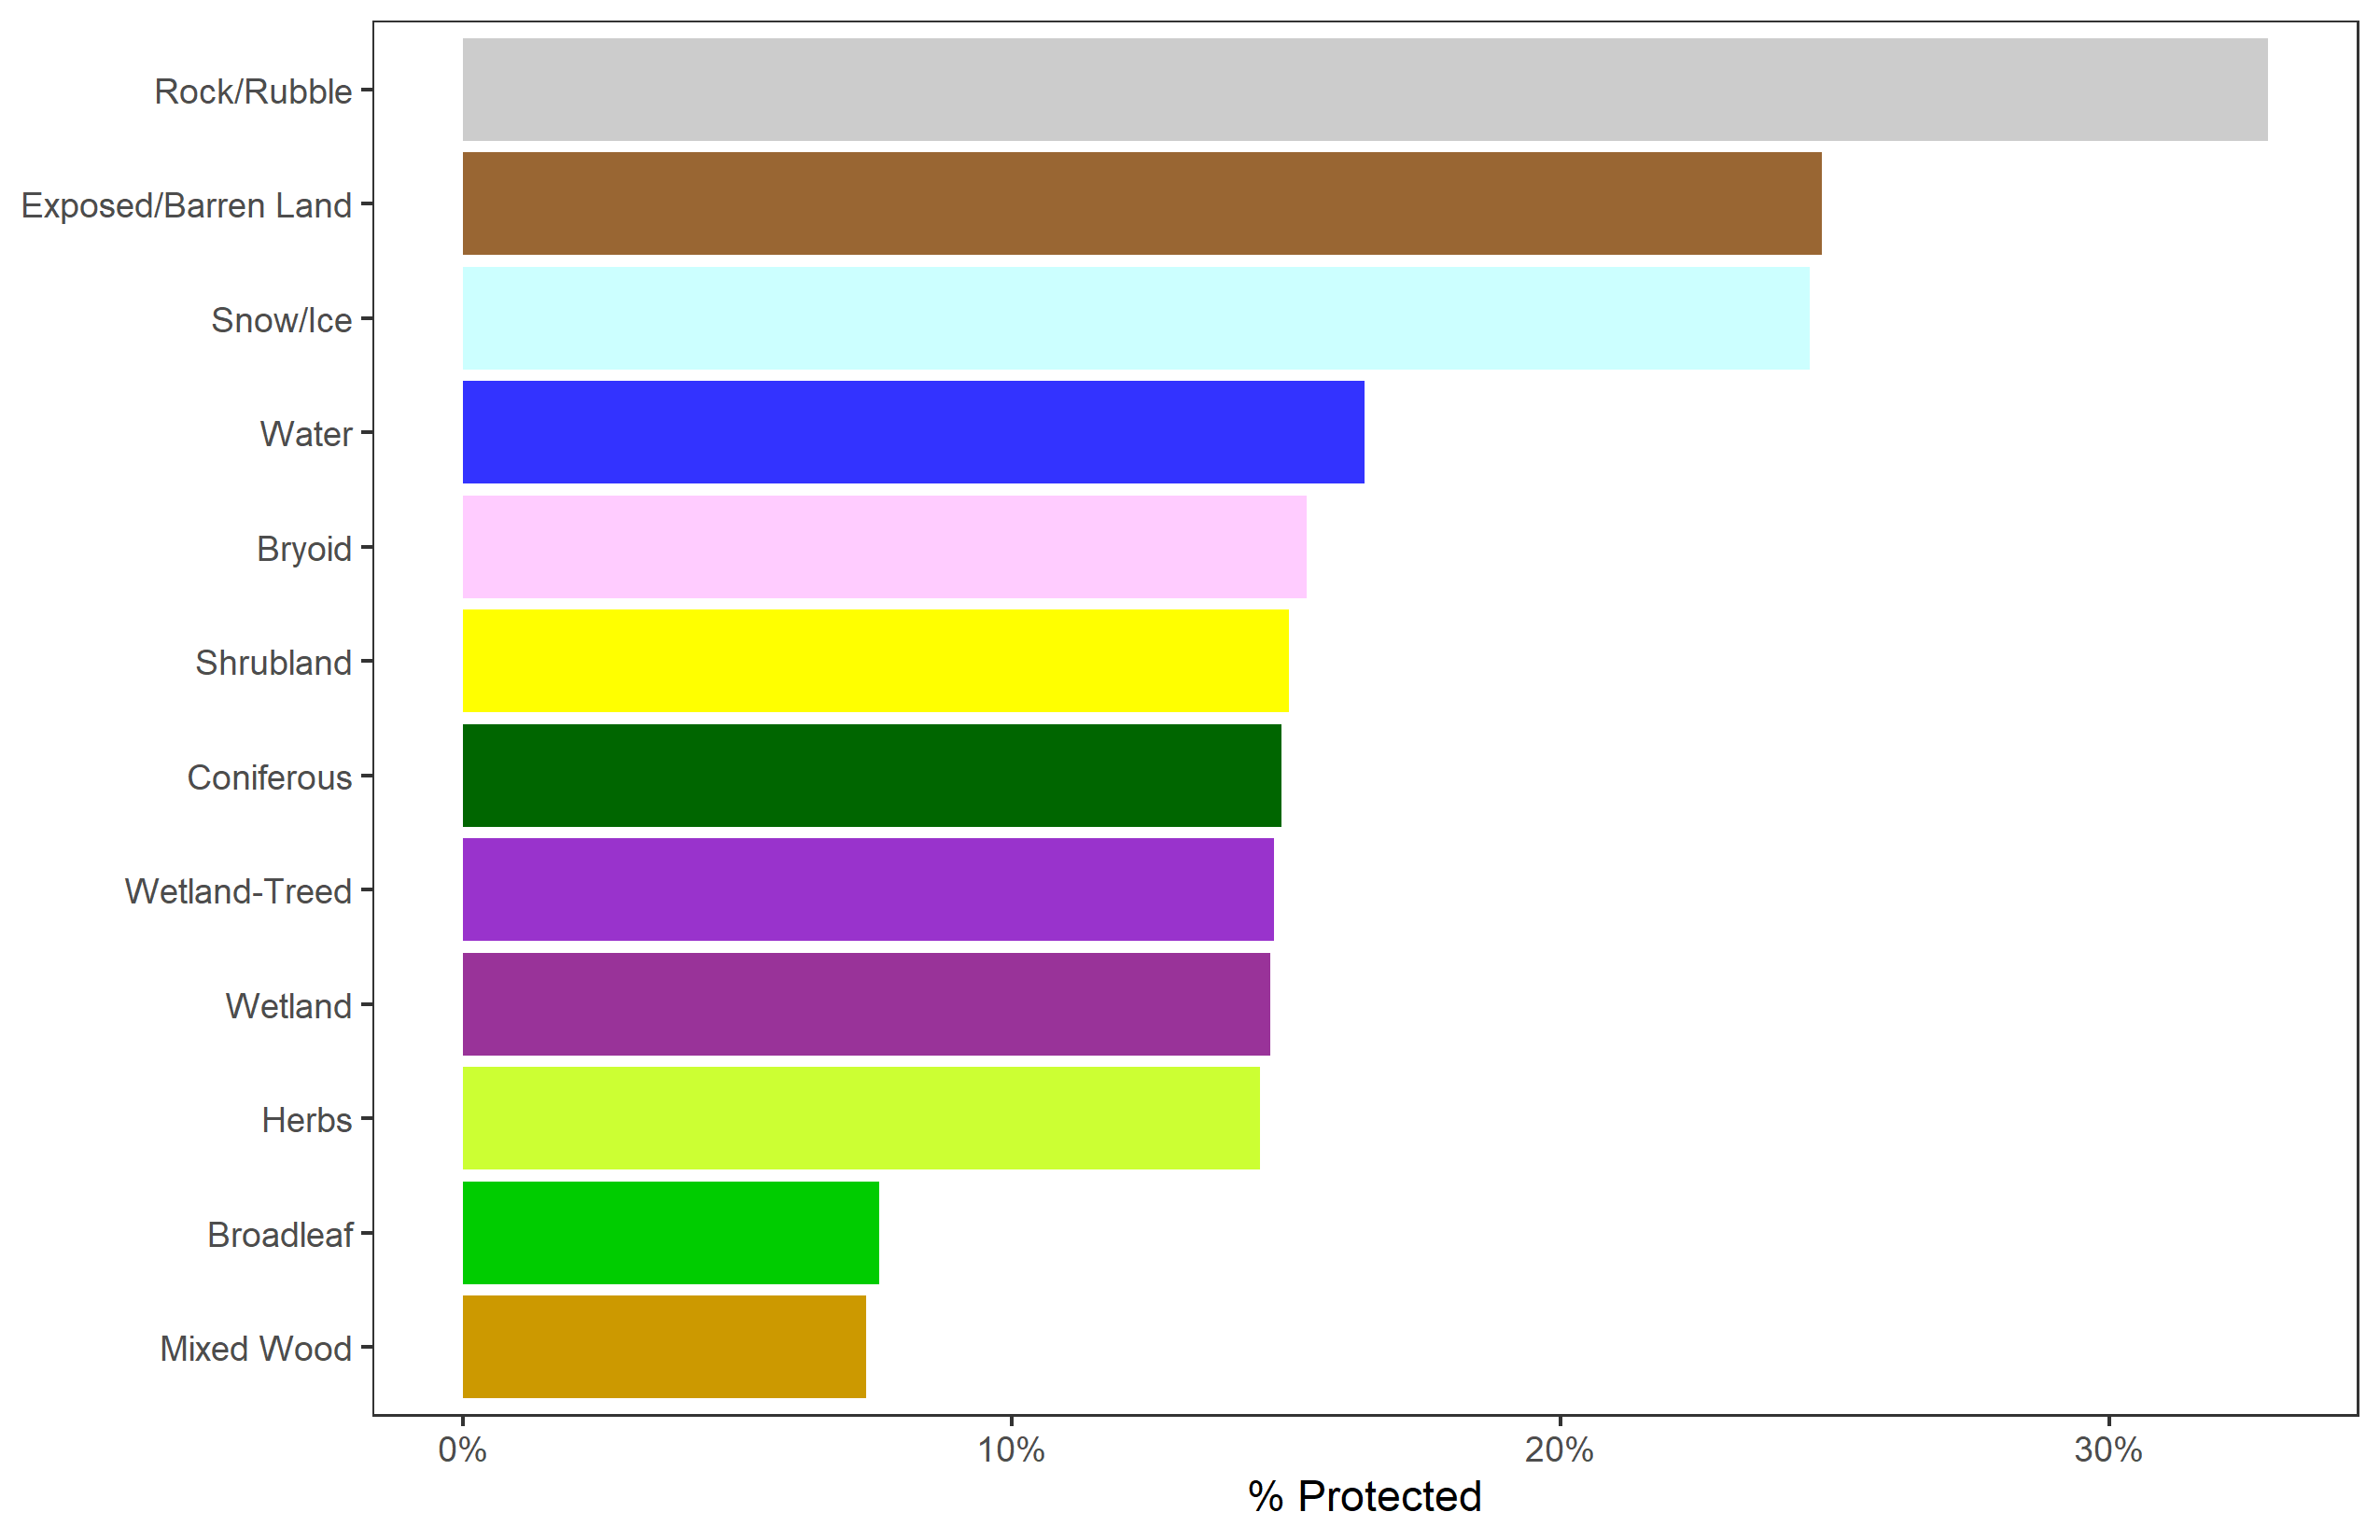 Rock/Rubble
Exposed/Barren Land
Snow/Ice
Water
Bryoid
Shrubland
Coniferous
Wetland-Treed
Wetland
Herbs
Broadleaf
Mixed Wood
0% 10% 20% 30%
% Protected